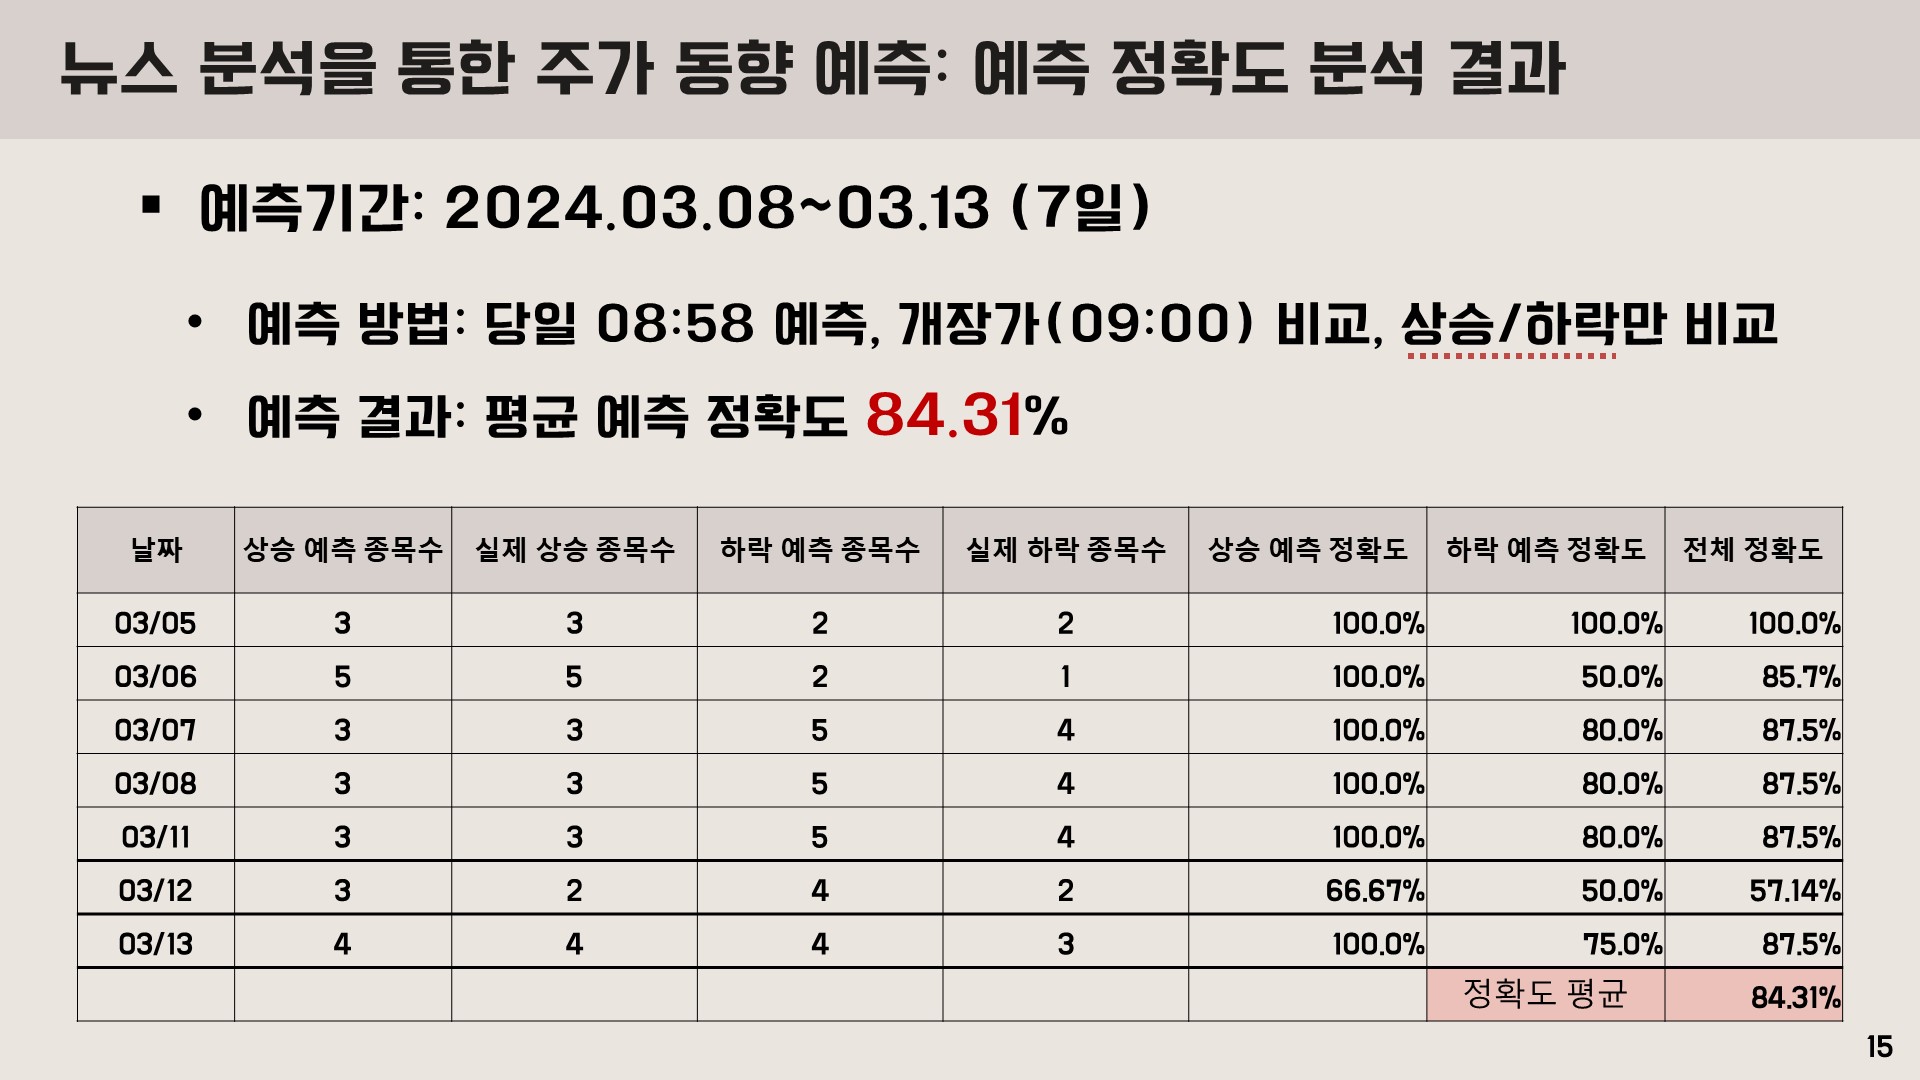 뉴스 분석을 통한 주가 동향 예측: 예측 정확도 분석 결과
▪ 예측기간: 2024.03.08~03.13 (7일)
• 예측 방법: 당일 08:58 예측, 개장가(09:00) 비교, 상승/하락만 비교
• 예측 결과: 평균 예측 정확도 84.31%
날짜 상승 예측 종목수 실제 상승 종목수 하락 예측 종목수 실제 하락 종목수 상승 예측 정확도 하락 예측 정확도 전체 정확도
03/05 3 3 2 2 100.0% 100.0% 100.0%
03/06 5 5 2 1 100.0% 50.0% 85.7%
03/07 3 3 5 4 100.0% 80.0% 87.5%
03/08 3 3 5 4 100.0% 80.0% 87.5%
03/11 3 3 5 4 100.0% 80.0% 87.5%
03/12 3 2 4 2 66.67% 50.0% 57.14%
03/13 4 4 4 3 100.0% 75.0% 87.5%
정확도 평균 84.31%
15